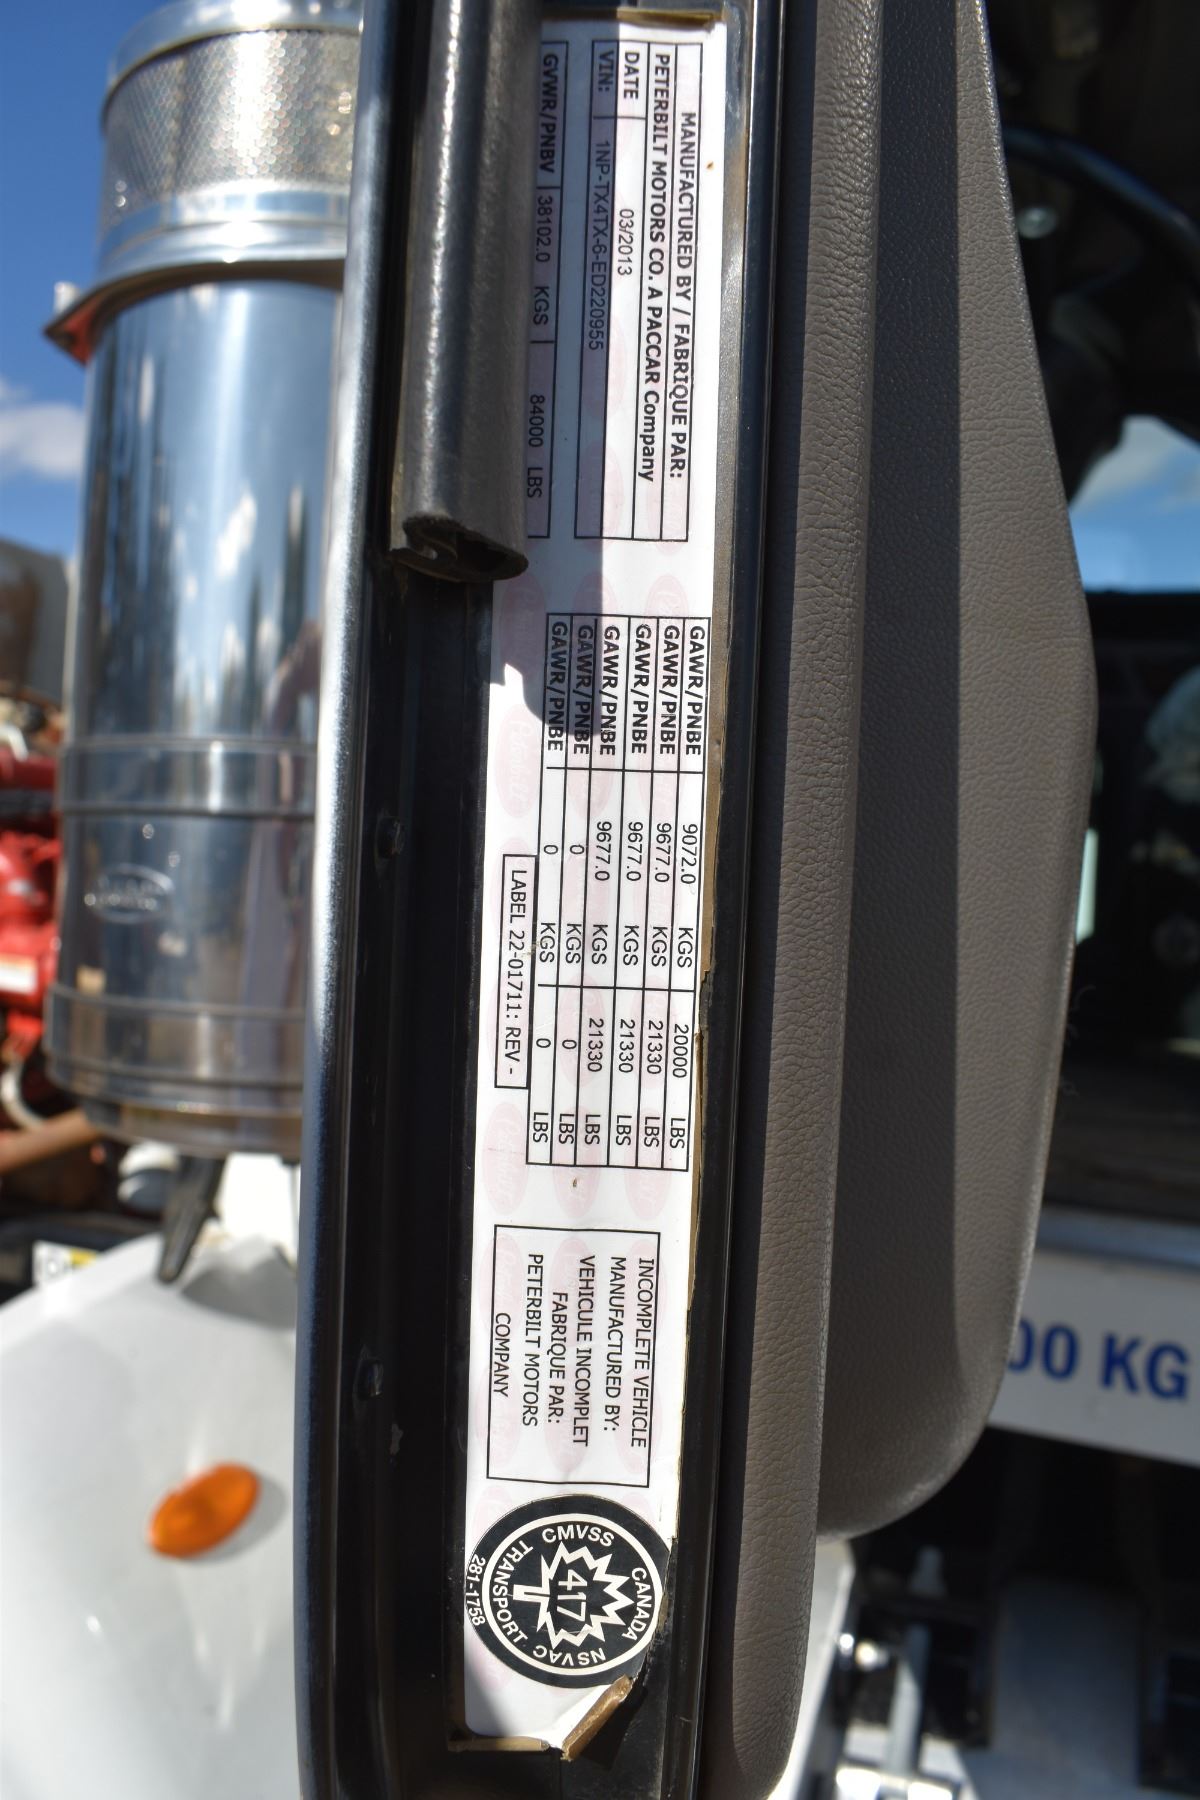 MANUFACTURED BY / FABRIQUE PAR:
PETERBILT MOTORS CO. A PACCAR Company
DATE 03/2013
VIN: 1NP-TX4TX-6-ED220955
GVWR/PNBV 38102.0 KGS 84000 LBS
GAWR/PNBE 9072.0 KGS 20000 LBS
GAWR/PNBE 9677.0 KGS 21330 LBS
GAWR/PNBE 9677.0 KGS 21330 LBS
GAWR/PNBE 9677.0 KGS 21330 LBS
GAWR/PNBE 0 KGS 0 LBS
GAWR/PNBE 0 KGS 0 LBS
LABEL 22-01711: REV -
INCOMPLETE VEHICLE
MANUFACTURED BY:
VEHICULE INCOMPLET
FABRIQUE PAR:
PETERBILT MOTORS
COMPANY
CANADA
CMVSS
417
NSVAC
TRANSPORT
281-1758
00 KG